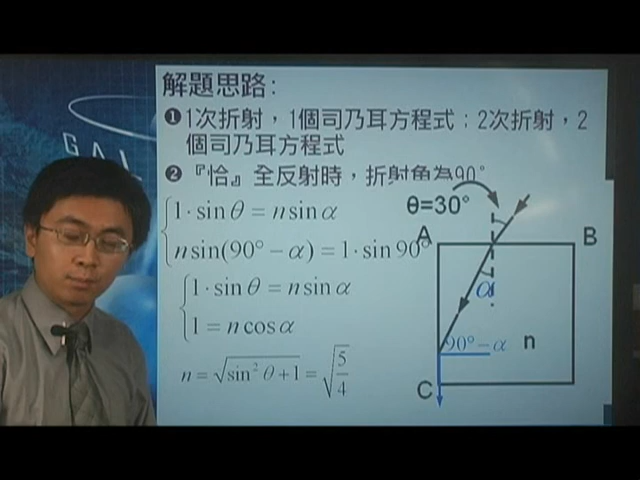 解題思路:
❶1次折射，1個司乃耳方程式；2次折射，2
個司乃耳方程式
❷『恰』全反射時，折射角為90°
1·sinθ = n sinα
n sin(90° − α) = 1·sin 90°
1·sinθ = n sinα
1 = n cosα
n = √(sin²θ+1) = √(5/4)
θ=30°
A
B
α
90°−α
n
C
GAL